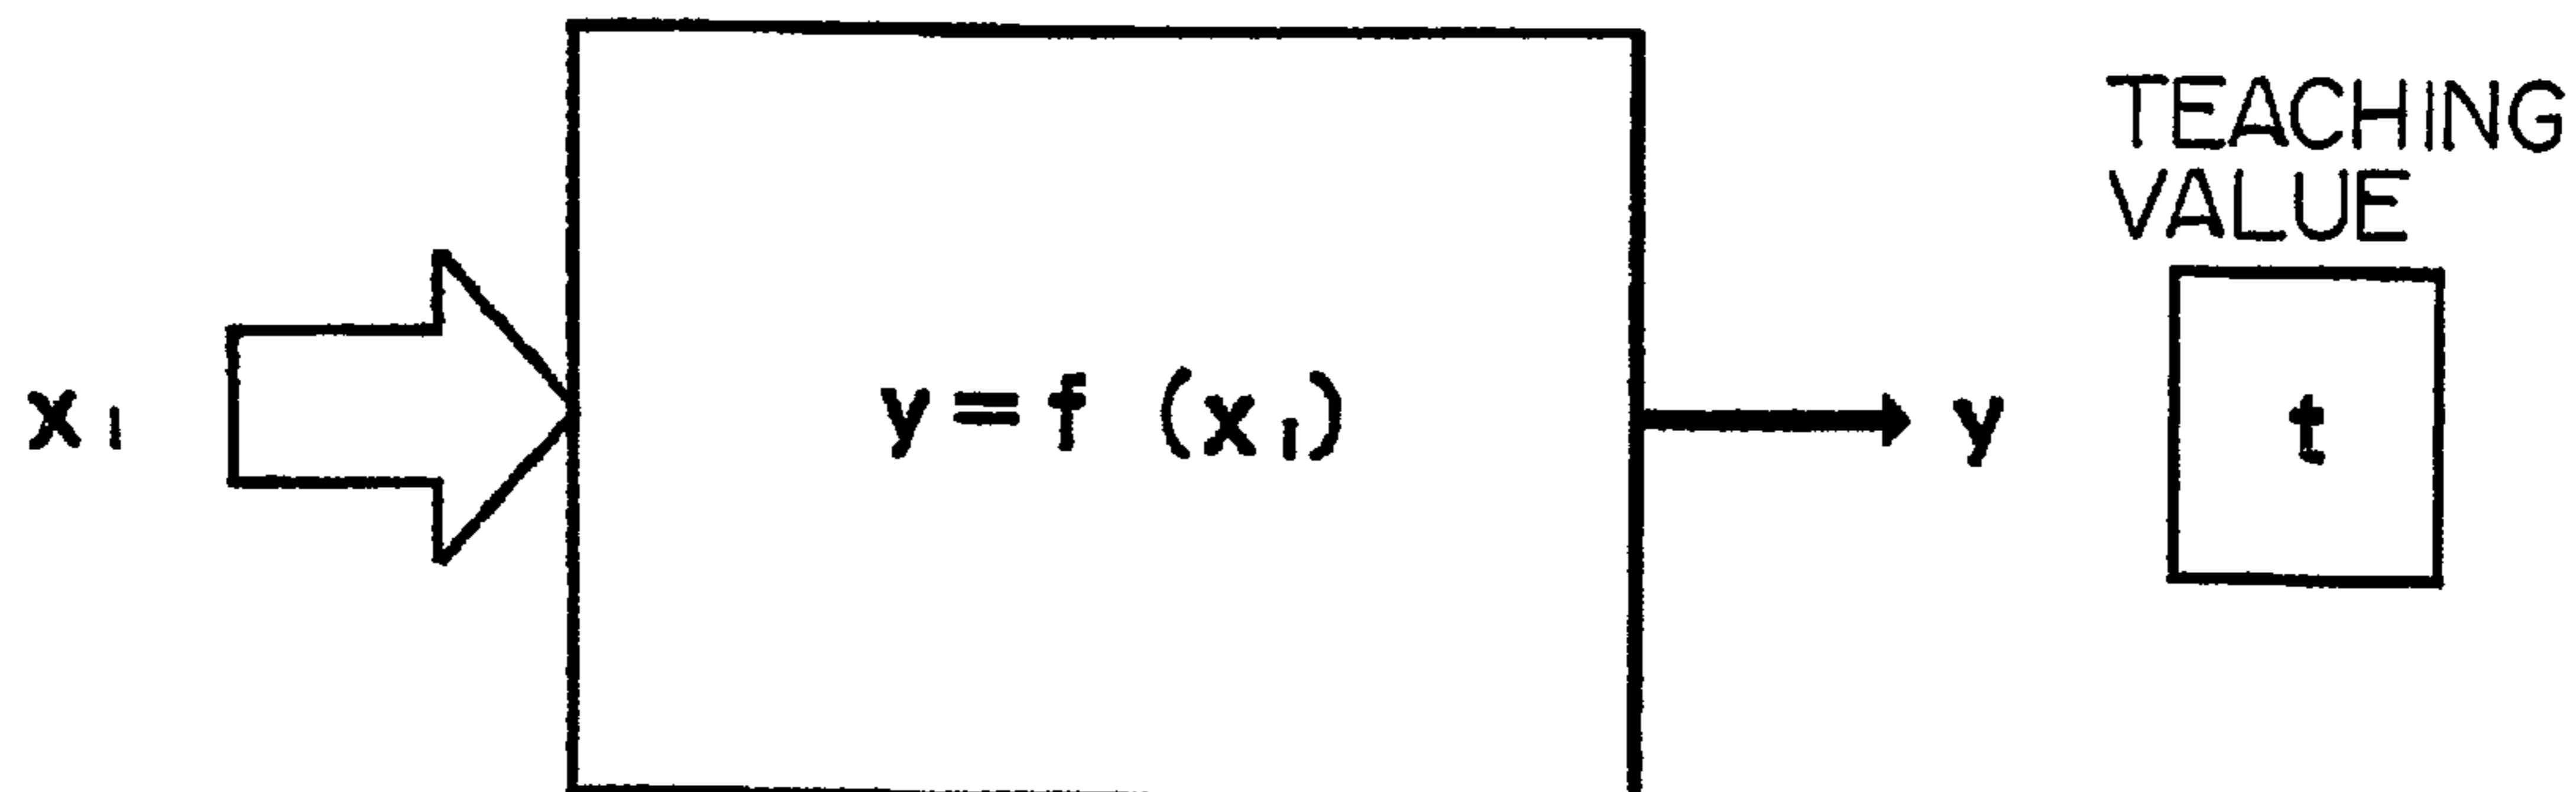 TEACHING
VALUE
x₁
y = f (x₁)
y
t